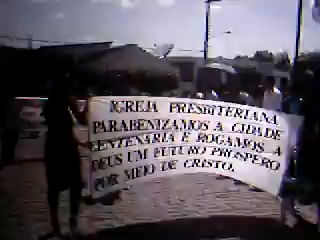 IGREJA PRESBITERIANA
PARABENIZAMOS A CIDADE
CENTENÁRIA E ROGAMOS A
DEUS UM FUTURO PRÓSPERO
POR MEIO DE CRISTO.